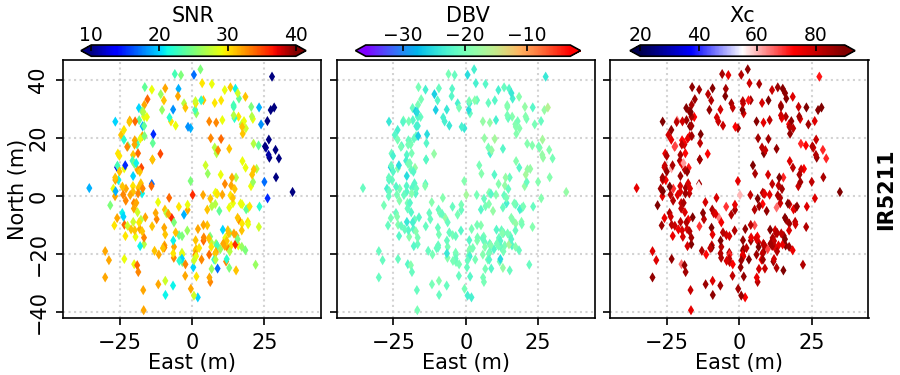 SNR DBV Xc
10 20 30 40 −30 −20 −10 20 40 60 80
40
20
0
−20
−40
North (m)
−25 0 25 −25 0 25 −25 0 25
East (m) East (m) East (m)
IR5211